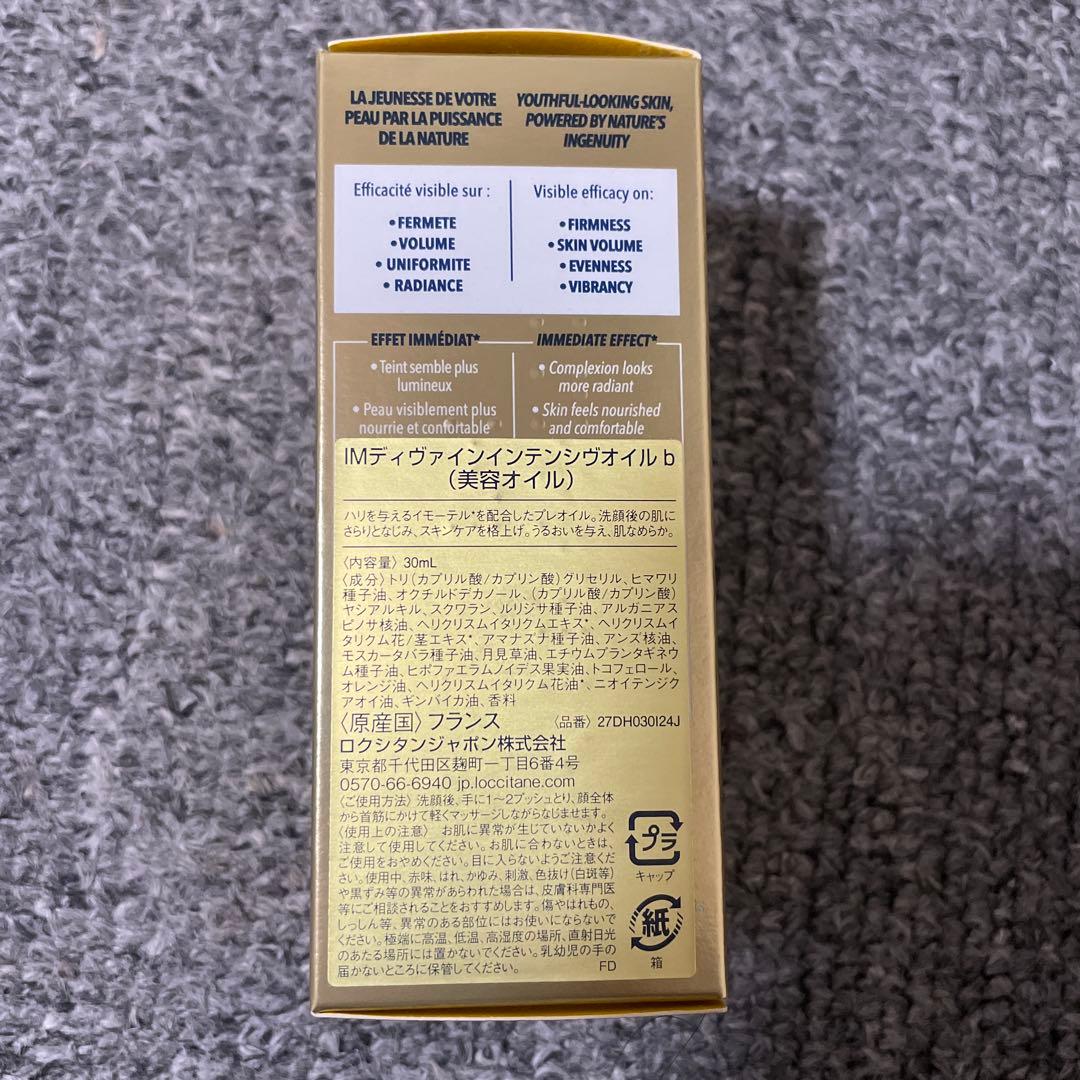 LA JEUNESSE DE VOTRE
PEAU PAR LA PUISSANCE
DE LA NATURE
YOUTHFUL-LOOKING SKIN,
POWERED BY NATURE'S
INGENUITY
Efficacité visible sur :
• FERMETE
• VOLUME
• UNIFORMITE
• RADIANCE
Visible efficacy on:
• FIRMNESS
• SKIN VOLUME
• EVENNESS
• VIBRANCY
EFFET IMMÉDIAT*
• Teint semble plus
lumineux
• Peau visiblement plus
nourrie et confortable
IMMEDIATE EFFECT*
• Complexion looks
more radiant
• Skin feels nourished
and comfortable
IMディヴァインインテンシヴオイル b
（美容オイル）
ハリを与えるイモーテル*を配合したプレオイル。洗顔後の肌に
さらりとなじみ、スキンケアを格上げ。うるおいを与え、肌なめらか。
〈内容量〉30mL
〈成分〉トリ（カプリル酸/カプリン酸）グリセリル、ヒマワリ
種子油、オクチルドデカノール、（カプリル酸/カプリン酸）
ヤシアルキル、スクワラン、ルリジサ種子油、アルガニアス
ピノサ核油、ヘリクリスムイタリクムエキス*、ヘリクリスムイ
タリクム花/茎エキス*、アマナズナ種子油、アンズ核油、
モスカータバラ種子油、月見草油、エチウムプランタギネウ
ム種子油、ヒポファエラムノイデス果実油、トコフェロール、
オレンジ油、ヘリクリスムイタリクム花油*、ニオイテンジク
アオイ油、ギンバイカ油、香料
〈原産国〉フランス 〈品番〉27DH030I24J
ロクシタンジャポン株式会社
東京都千代田区麹町一丁目6番4号
0570-66-6940 jp.loccitane.com
〈ご使用方法〉洗顔後、手に1～2プッシュとり、顔全体
から首筋にかけて軽くマッサージしながらなじませます。
〈使用上の注意〉 お肌に異常が生じていないかよく
注意して使用してください。お肌に合わないときは、
ご使用をおやめください。目に入らないようご注意くださ
い。使用中、赤味、はれ、かゆみ、刺激、色抜け（白斑等）
や黒ずみ等の異常があらわれた場合は、皮膚科専門医
等にご相談されることをおすすめします。傷やはれもの、
しっしん等、異常のある部位にはお使いにならないで
ください。極端に高温、低温、高湿度の場所、直射日光
のあたる場所には置かないでください。乳幼児の手の
届かないところに保管してください。
FD
プラ
キャップ
紙
箱